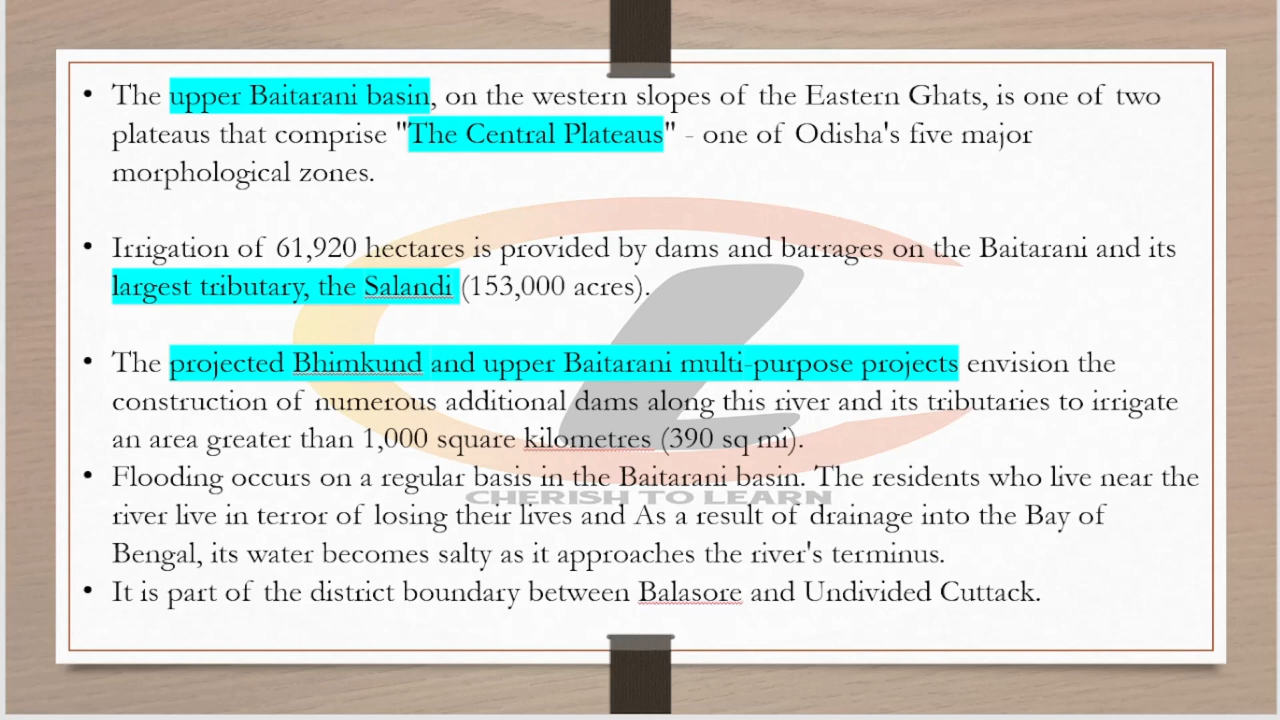 • The upper Baitarani basin, on the western slopes of the Eastern Ghats, is one of two
plateaus that comprise "The Central Plateaus" - one of Odisha's five major
morphological zones.
• Irrigation of 61,920 hectares is provided by dams and barrages on the Baitarani and its
largest tributary, the Salandi (153,000 acres).
• The projected Bhimkund and upper Baitarani multi-purpose projects envision the
construction of numerous additional dams along this river and its tributaries to irrigate
an area greater than 1,000 square kilometres (390 sq mi).
• Flooding occurs on a regular basis in the Baitarani basin. The residents who live near the
CHERISH TO LEARN
river live in terror of losing their lives and As a result of drainage into the Bay of
Bengal, its water becomes salty as it approaches the river's terminus.
• It is part of the district boundary between Balasore and Undivided Cuttack.